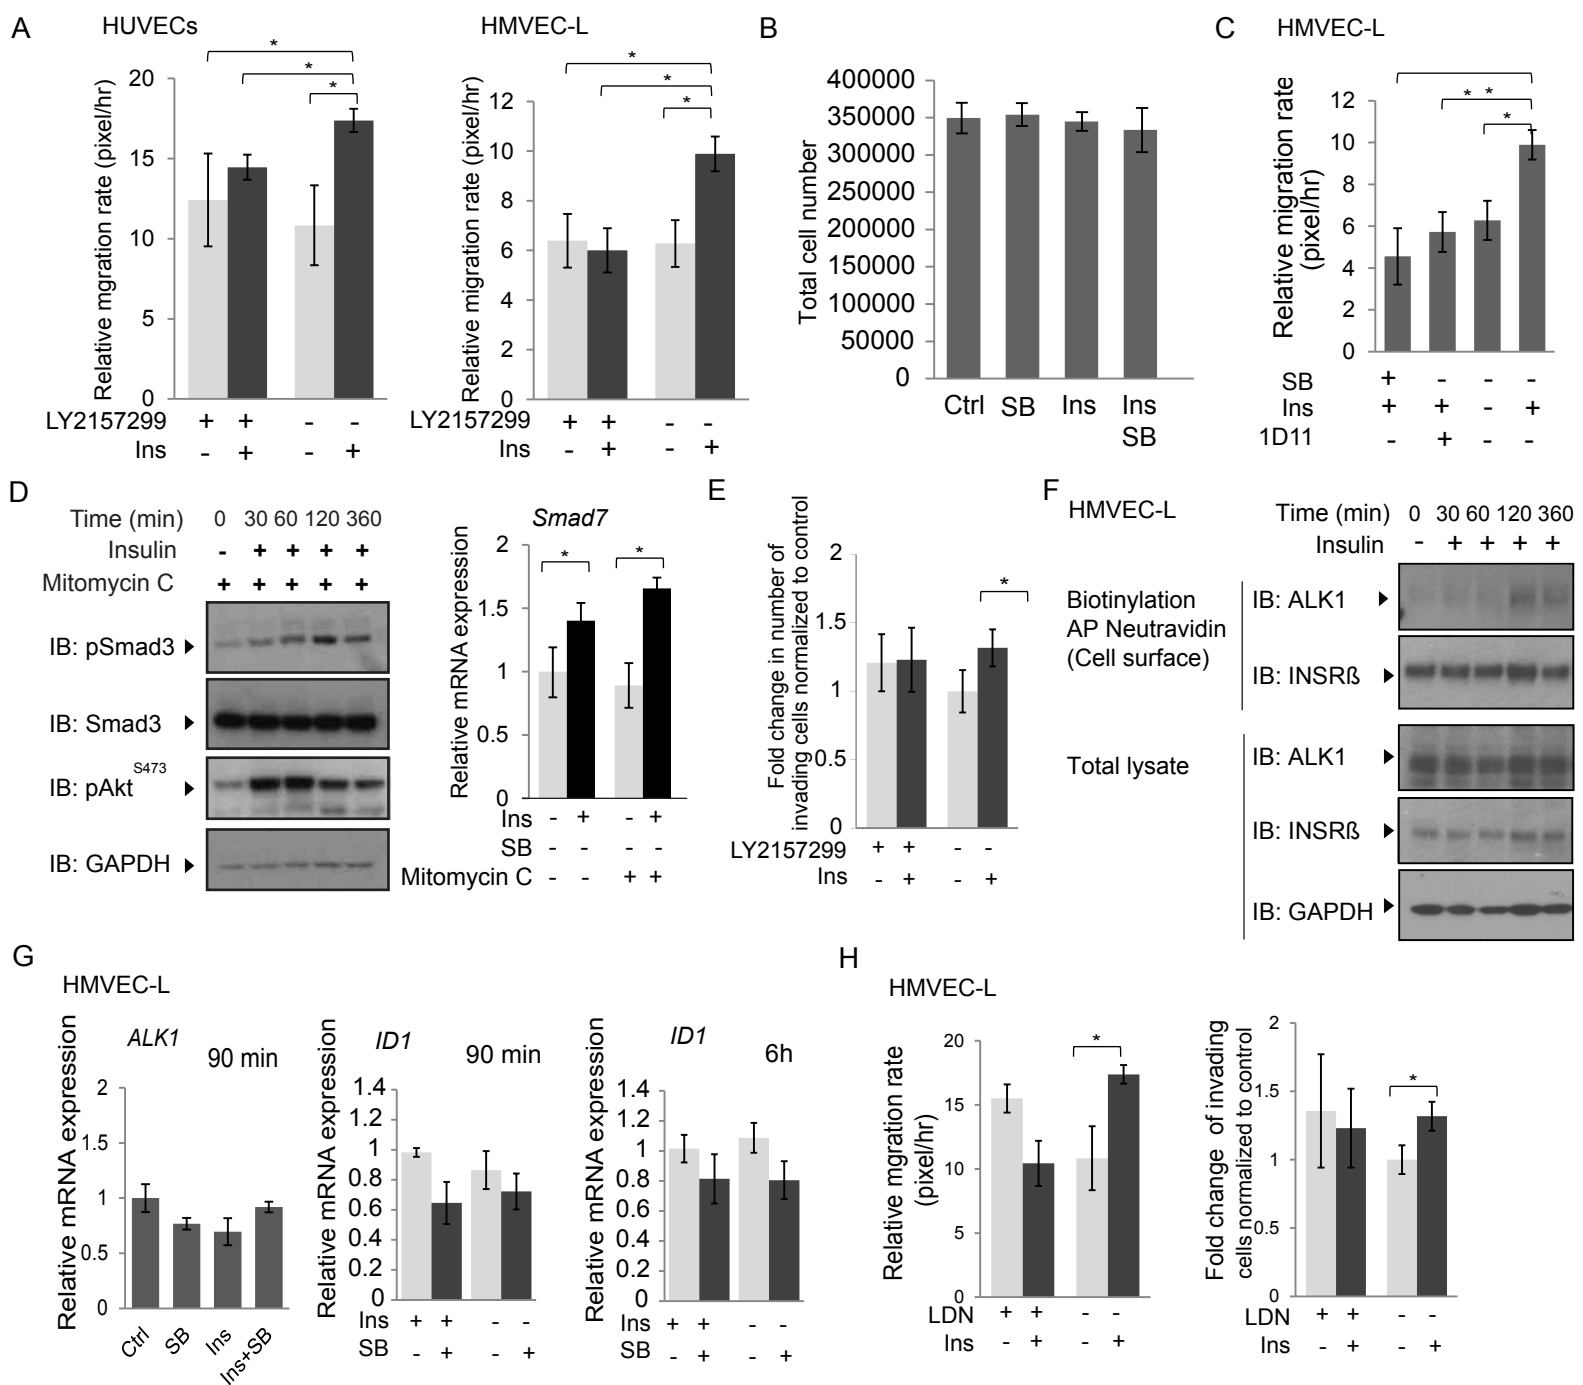 A
HUVECs
* * *
Relative mgration rate (pixel/hr)
20
15
10
5
0
LY2157299 + + - -
Ins - + - +
HMVEC-L
* * *
Relative migration rate (pixel/hr)
12
10
8
6
4
2
0
LY2157299 + + - -
Ins - + - +
B
Total cell number
400000
350000
300000
250000
200000
150000
100000
50000
0
Ctrl SB Ins Ins
SB
C
HMVEC-L
* *
*
Relative migration rate
(pixel/hr)
12
10
8
6
4
2
0
SB + - - -
Ins + + - +
1D11 - + - -
D
Time (min) 0 30 60 120 360
Insulin - + + + +
Mitomycin C + + + + +
IB: pSmad3
IB: Smad3
IB: pAkt S473
IB: GAPDH
Smad7
* *
Relative mRNA expression
2
1.5
1
0.5
0
Ins - + - +
SB - - - -
Mitomycin C - - + +
E
*
Fold change in number of
invading cells normalized to control
2
1.5
1
0.5
0
LY2157299 + + - -
Ins - + - +
F
HMVEC-L
Time (min) 0 30 60 120 360
Insulin - + + + +
Biotinylation
AP Neutravidin
(Cell surface)
IB: ALK1
IB: INSRß
Total lysate
IB: ALK1
IB: INSRß
IB: GAPDH
G
HMVEC-L
ALK1
90 min
Relative mRNA expression
2
1.5
1
0.5
0
Ctrl SB Ins Ins+SB
ID1
90 min
Relative mRNA expression
1.4
1.2
1
0.8
0.6
0.4
0.2
0
Ins + + - -
SB - + - +
ID1
6h
Relative mRNA expression
1.4
1.2
1
0.8
0.6
0.4
0.2
0
Ins + + - -
SB - + - +
H
HMVEC-L
*
Relative mgration rate
(pixel/hr)
20
15
10
5
0
LDN + + - -
Ins - + - +
*
Fold change of invading
cells normalized to control
2
1.5
1
0.5
0
LDN + + - -
Ins - + - +